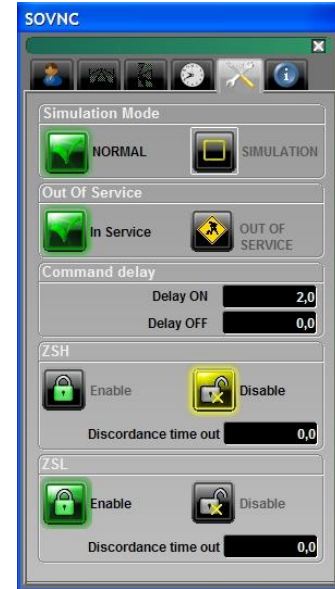 SOVNC
Simulation Mode
NORMAL
SIMULATION
Out Of Service
In Service
OUT OF
SERVICE
Command delay
Delay ON 2,0
Delay OFF 0,0
ZSH
Enable
Disable
Discordance time out 0,0
ZSL
Enable
Disable
Discordance time out 0,0